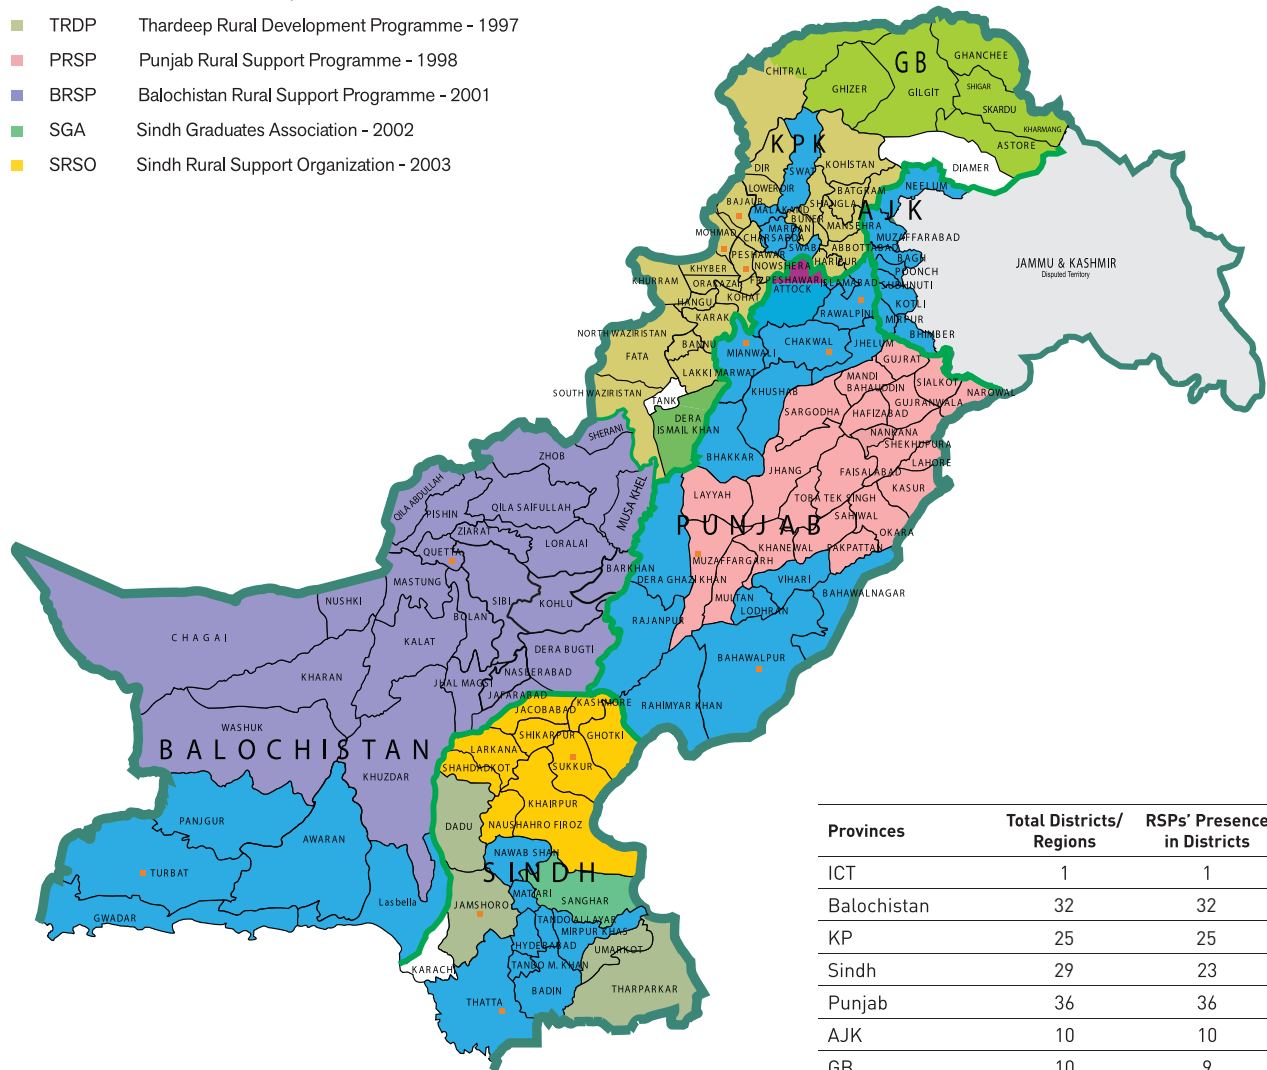 TRDP Thardeep Rural Development Programme - 1997
PRSP Punjab Rural Support Programme - 1998
BRSP Balochistan Rural Support Programme - 2001
SGA Sindh Graduates Association - 2002
SRSO Sindh Rural Support Organization - 2003
GB
GHANCHEE
CHITRAL
GHIZER
GILGIT
SHIGAR
SKARDU
KHARMANG
ASTORE
DIAMER
KPK
DIR
SWAT
KOHISTAN
LOWER DIR
BATGRAM
NEELUM
BAJAUR
MALAKAND
SHANGLA
AJK
BUNER
MANSEHRA
MARDAN
MOHMAD
CHARSADDA
MUZAFFARABAD
SWABI
ABBOTTABAD
PESHAWAR
BAGH
NOWSHERA
HARIPUR
KHYBER
POONCH
KHURRAM
ORAKAZAI
F.R.PESHAWAR
ISLAMABAD
SUDHNUTI
ATTOCK
HANGU
KOHAT
KOTLI
RAWALPINI
KARAK
MIRPUR
NORTH WAZIRISTAN
BHIMBER
JAMMU & KASHMIR
Disputed Territory
FATA
BANNU
MIANWALI
CHAKWAL
JHELUM
GUJRAT
LAKKI MARWAT
MANDI
BAHAUDDIN
SIALKOT
SOUTH WAZIRISTAN
KHUSHAB
NAROWAL
TANK
GUJRANWALA
SARGODHA
HAFIZABAD
DERA
ISMAIL KHAN
NANKANA
SHERANI
SHEKHUPURA
ZHOB
BHAKKAR
LAHORE
JHANG
FAISALABAD
QILA ABDULLAH
MUSA KHEL
KASUR
LAYYAH
TOBA TEK SINGH
PISHIN
QILA SAIFULLAH
SAHIWAL
PUNJAB
ZIARAT
OKARA
LORALAI
KHANEWAL
PAKPATTAN
QUETTA
MUZAFFARGARH
BARKHAN
DERA GHAZI KHAN
VIHARI
MASTUNG
BAHAWALNAGAR
NUSHKI
SIBI
KOHLU
MULTAN
LODHRAN
BOLAN
RAJANPUR
CHAGAI
KALAT
DERA BUGTI
BAHAWALPUR
KHARAN
NASEERABAD
JHAL MAGSI
JAFARABAD
KASHMORE
RAHIMYAR KHAN
JACOBABAD
WASHUK
SHIKARPUR
GHOTKI
BALOCHISTAN
LARKANA
SHAHDADKOT
SUKKUR
KHUZDAR
KHAIRPUR
PANJGUR
DADU
NAUSHAHRO FIROZ
AWARAN
NAWAB SHAH
SINDH
TURBAT
MATIARI
SANGHAR
Lasbella
JAMSHORO
GWADAR
TANDO ALLAYAR
MIRPUR KHAS
HYDERABAD
UMARKOT
TANDO M. KHAN
KARACHI
BADIN
THARPARKAR
THATTA
Provinces Total Districts/ Regions RSPs' Presence in Districts
ICT 1 1
Balochistan 32 32
KP 25 25
Sindh 29 23
Punjab 36 36
AJK 10 10
GB 10 9